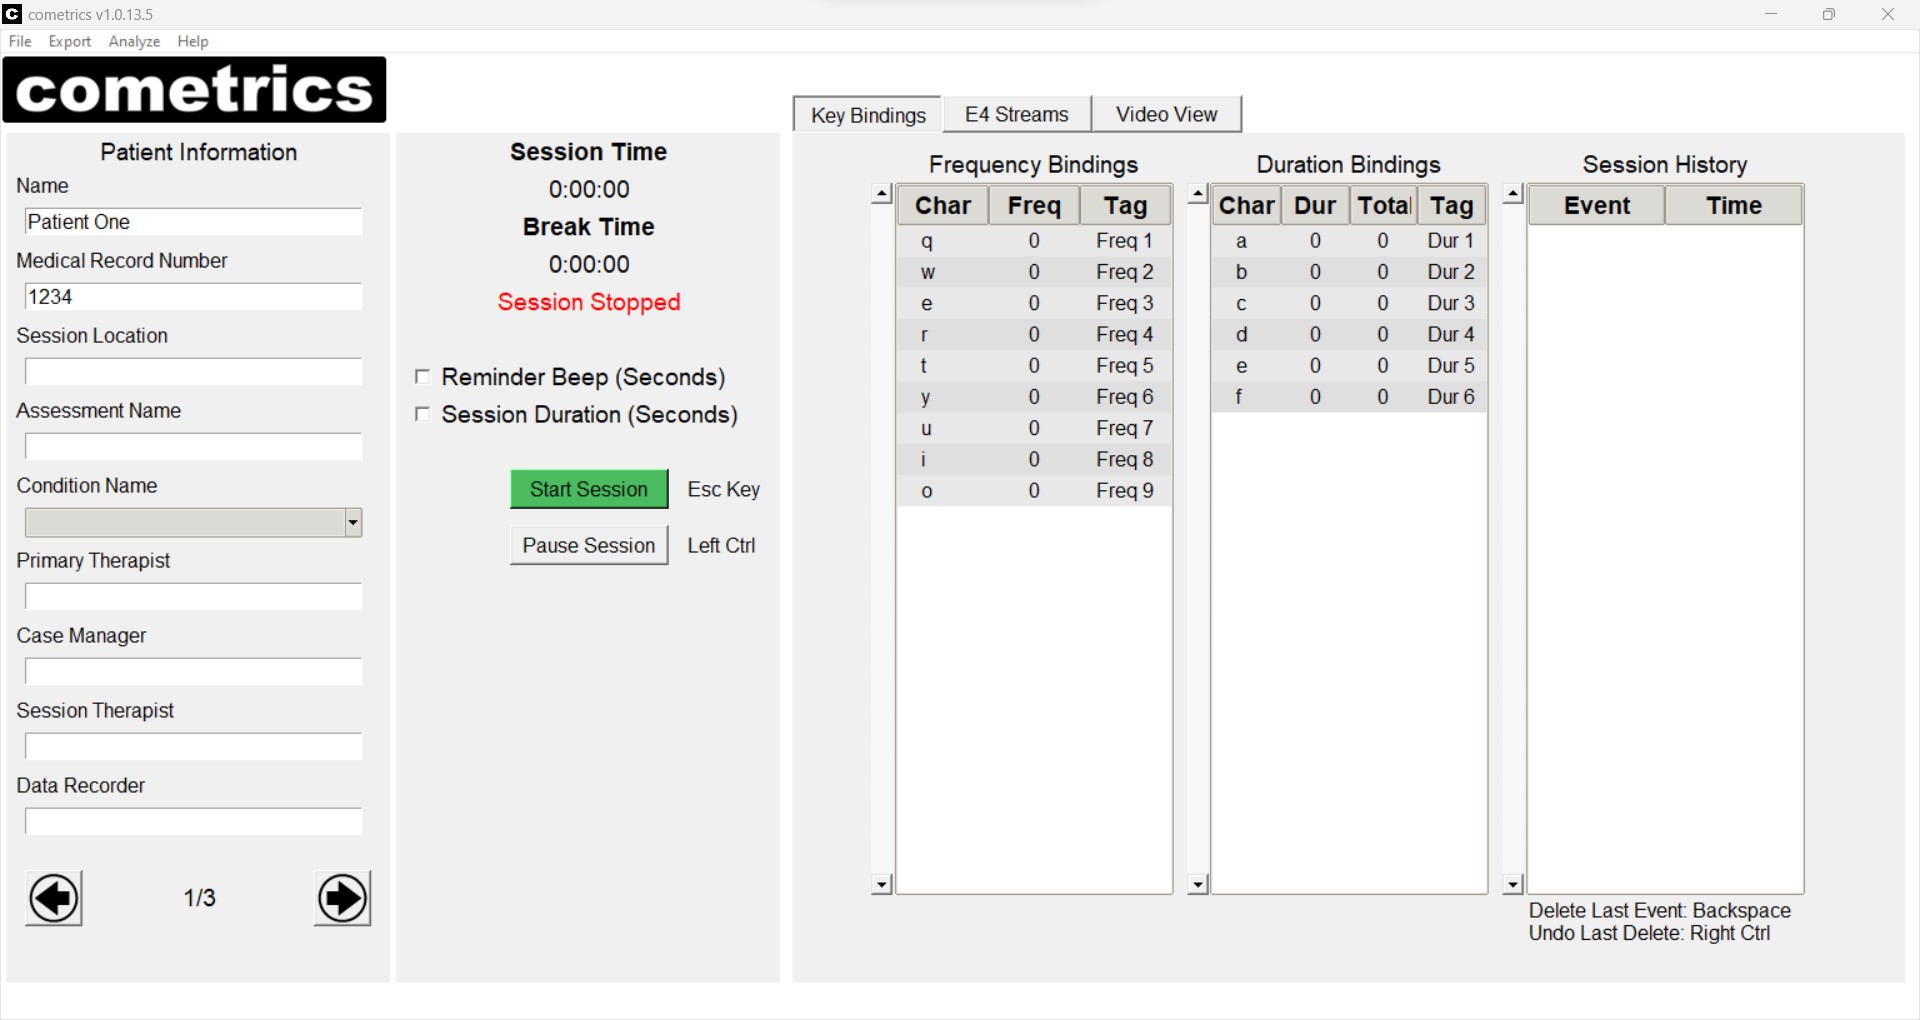 cometrics v1.0.13.5
File Export Analyze Help
cometrics
Patient Information
Name
Patient One
Medical Record Number
1234
Session Location
Assessment Name
Condition Name
Primary Therapist
Case Manager
Session Therapist
Data Recorder
1/3
Session Time
0:00:00
Break Time
0:00:00
Session Stopped
Reminder Beep (Seconds)
Session Duration (Seconds)
Start Session Esc Key
Pause Session Left Ctrl
Key Bindings E4 Streams Video View
Frequency Bindings
Char Freq Tag
q 0 Freq 1
w 0 Freq 2
e 0 Freq 3
r 0 Freq 4
t 0 Freq 5
y 0 Freq 6
u 0 Freq 7
i 0 Freq 8
o 0 Freq 9
Duration Bindings
Char Dur Total Tag
a 0 0 Dur 1
b 0 0 Dur 2
c 0 0 Dur 3
d 0 0 Dur 4
e 0 0 Dur 5
f 0 0 Dur 6
Session History
Event Time
Delete Last Event: Backspace
Undo Last Delete: Right Ctrl